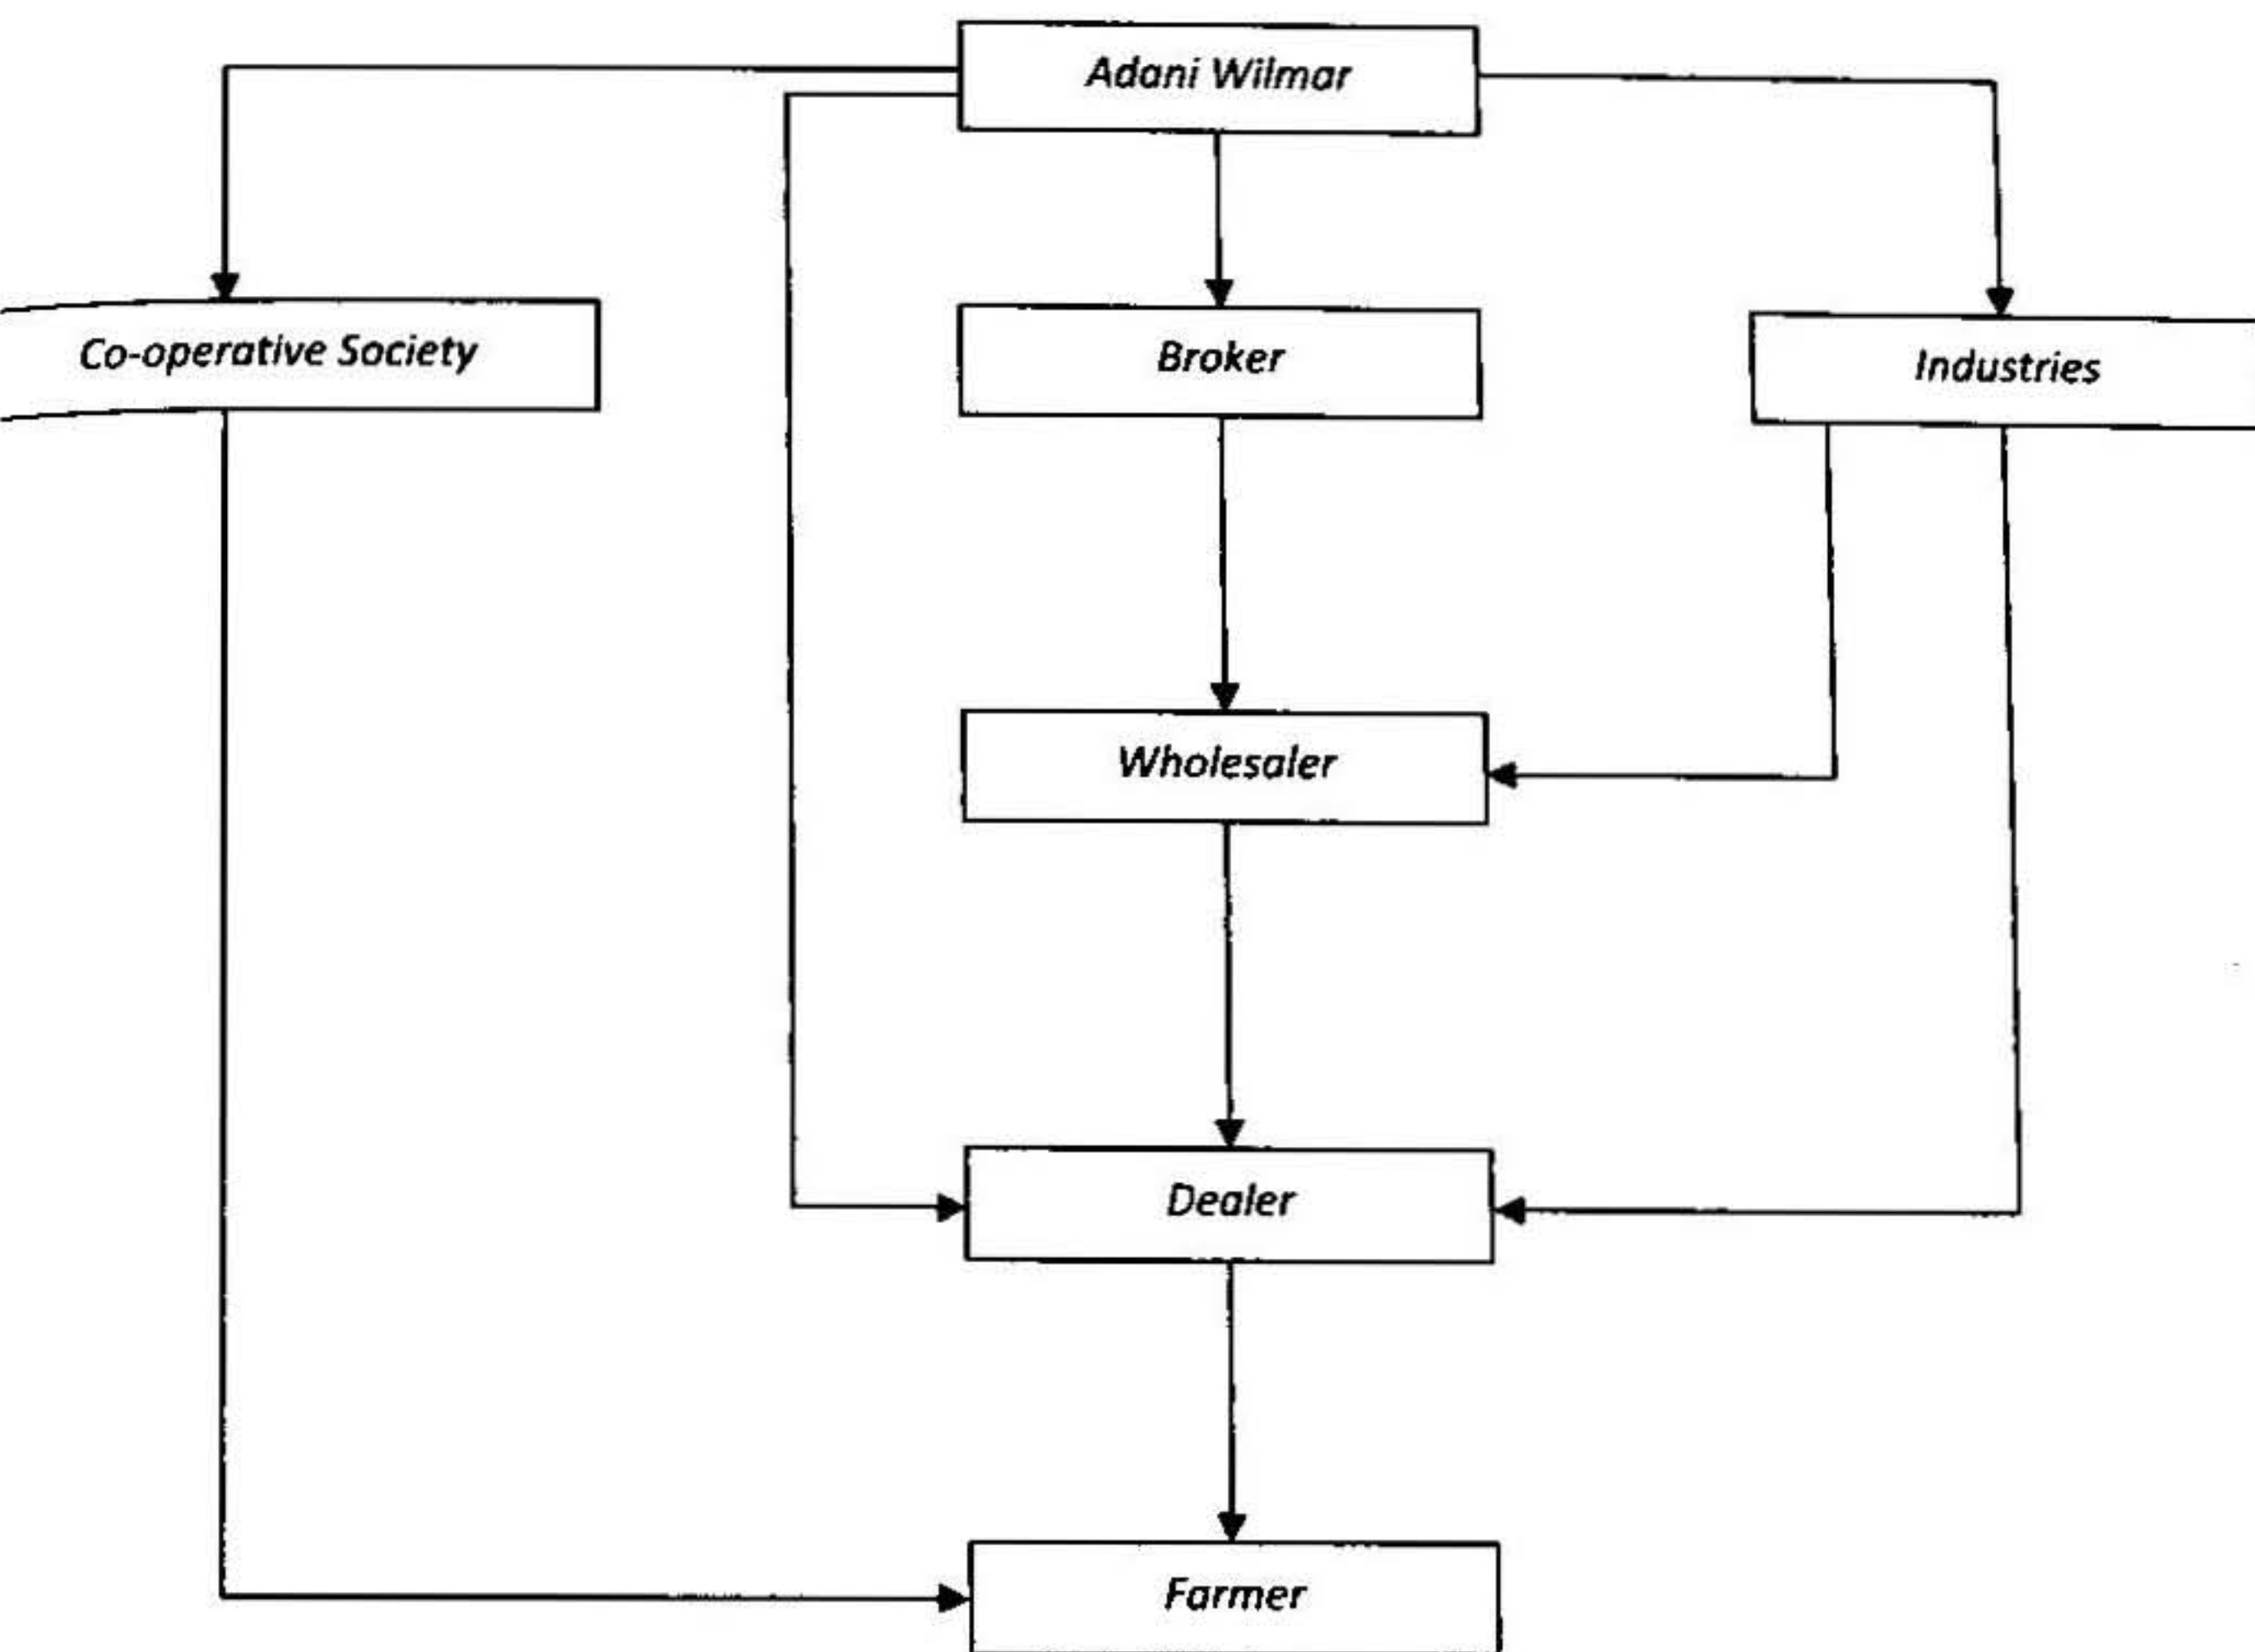 Adani Wilmar
Co-operative Society
Broker
Industries
Wholesaler
Dealer
Farmer